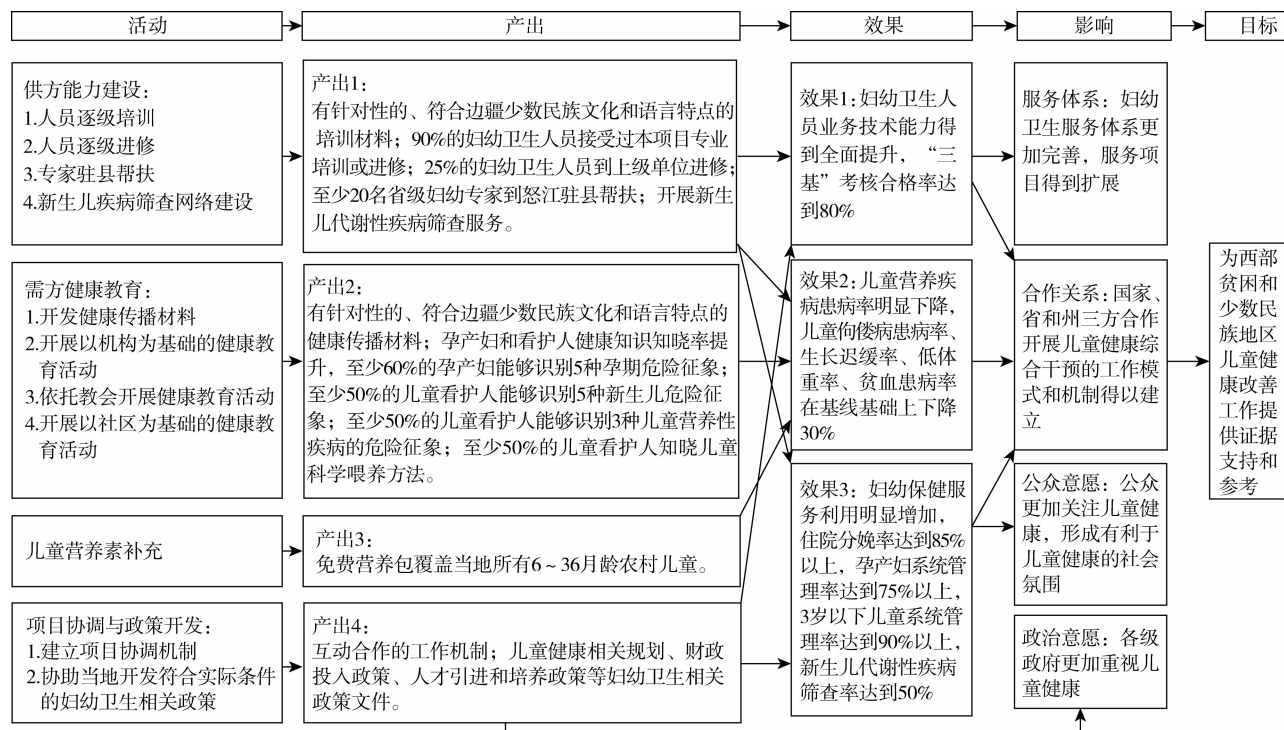 活动
产出
效果
影响
目标
供方能力建设：
1.人员逐级培训
2.人员逐级进修
3.专家驻县帮扶
4.新生儿疾病筛查网络建设
产出1：
有针对性的、符合边疆少数民族文化和语言特点的
培训材料；90%的妇幼卫生人员接受过本项目专业
培训或进修；25%的妇幼卫生人员到上级单位进修；
至少20名省级妇幼专家到怒江驻县帮扶；开展新生
儿代谢性疾病筛查服务。
效果1：妇幼卫生人
员业务技术能力得
到全面提升，“三
基”考核合格率达
到80%
服务体系：妇幼
卫生服务体系更
加完善，服务项
目得到扩展
需方健康教育：
1.开发健康传播材料
2.开展以机构为基础的健康教
育活动
3.依托教会开展健康教育活动
4.开展以社区为基础的健康教
育活动
产出2：
有针对性的、符合边疆少数民族文化和语言特点的
健康传播材料；孕产妇和看护人健康知识知晓率提
升，至少60%的孕产妇能够识别5种孕期危险征象；
至少50%的儿童看护人能够识别5种新生儿危险征
象；至少50%的儿童看护人能够识别3种儿童营养性
疾病的危险征象；至少50%的儿童看护人知晓儿童
科学喂养方法。
效果2：儿童营养疾
病患病率明显下降，
儿童佝偻病患病率、
生长迟缓率、低体
重率、贫血患病率
在基线基础上下降
30%
合作关系：国家、
省和州三方合作
开展儿童健康综
合干预的工作模
式和机制得以建
立
为西部
贫困和
少数民
族地区
儿童健
康改善
工作提
供证据
支持和
参考
儿童营养素补充
产出3：
免费营养包覆盖当地所有6~36月龄农村儿童。
效果3：妇幼保健服
务利用明显增加，
住院分娩率达到85%
以上，孕产妇系统管
理率达到75%以上，
3岁以下儿童系统管
理率达到90%以上，
新生儿代谢性疾病
筛查率达到50%
公众意愿：公众
更加关注儿童健
康，形成有利于
儿童健康的社会
氛围
项目协调与政策开发：
1.建立项目协调机制
2.协助当地开发符合实际条件
的妇幼卫生相关政策
产出4：
互动合作的工作机制；儿童健康相关规划、财政
投入政策、人才引进和培养政策等妇幼卫生相关
政策文件。
政治意愿：各级
政府更加重视儿
童健康